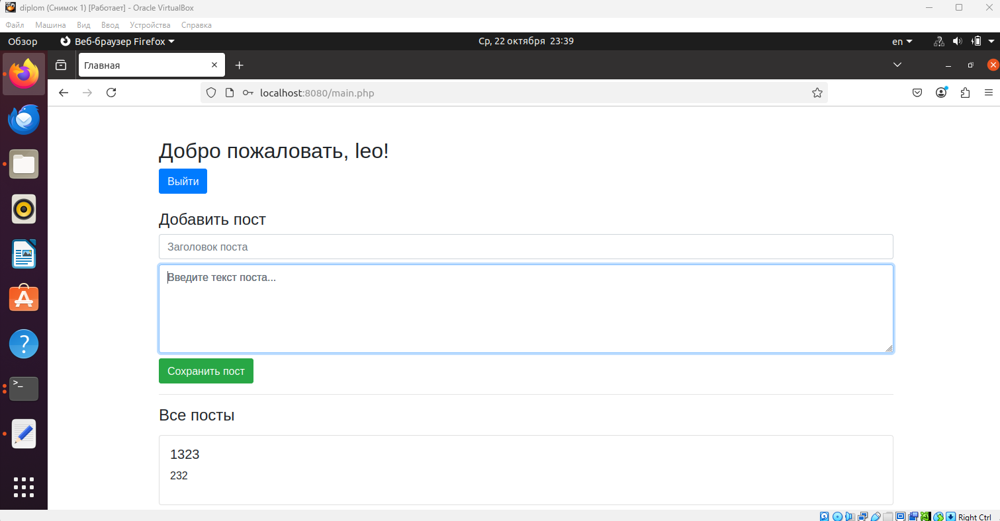 diplom (Снимок 1) [Работает] - Oracle VirtualBox
Файл Машина Вид Ввод Устройства Справка
Обзор Веб-браузер Firefox Ср, 22 октября 23:39 en
Главная
localhost:8080/main.php
Добро пожаловать, leo!
Выйти
Добавить пост
Заголовок поста
Введите текст поста...
Сохранить пост
Все посты
1323
232
Right Ctrl